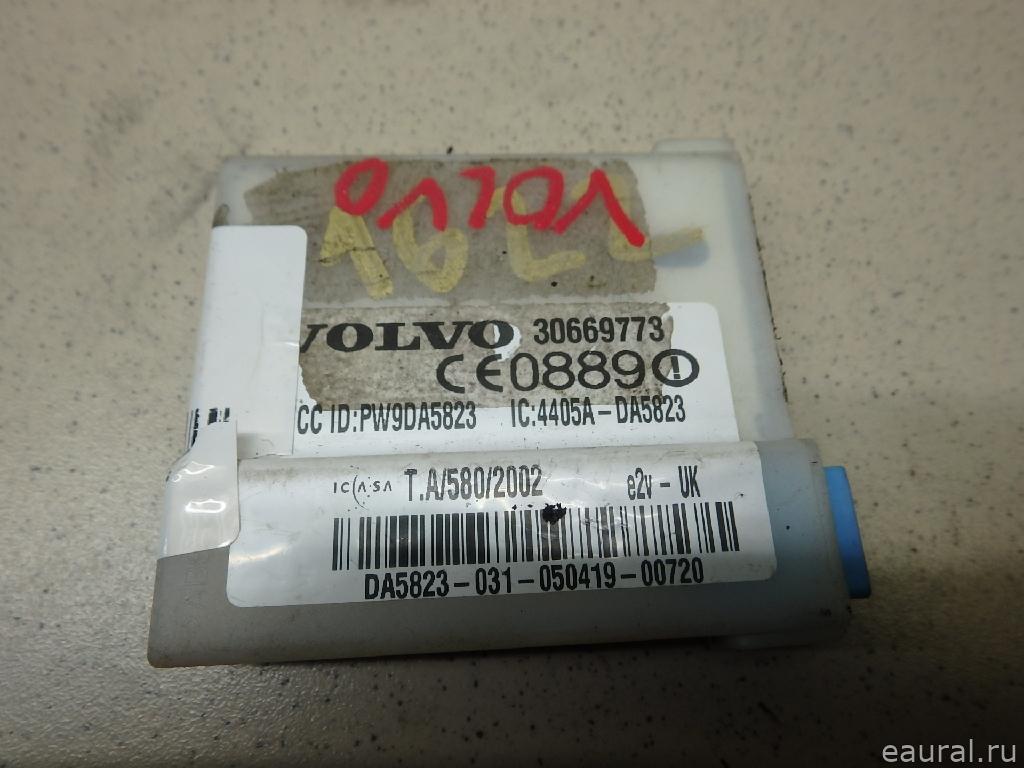 VOLVO
VOLVO 30669773
CE0889
CC ID:PW9DA5823 IC:4405A-DA5823
ICASA T.A/580/2002 e2v - UK
DA5823-031-050419-00720
eaural.ru